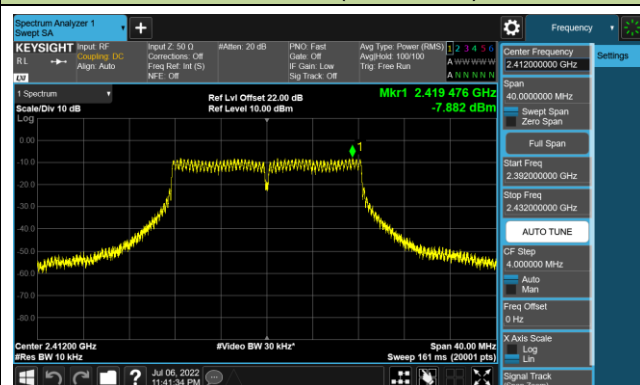 Spectrum Analyzer 1
Swept SA
Frequency
KEYSIGHT
RL
Input: RF
Coupling: DC
Align: Auto
Input Z: 50 Ω
Corrections: Off
Freq Ref: Int (S)
NFE: Off
#Atten: 20 dB
PNO: Fast
Gate: Off
IF Gain: Low
Sig Track: Off
Avg Type: Power (RMS)
Avg|Hold: 100/100
Trig: Free Run
1 2 3 4 5 6
A W W W W W
A N N N N N
LXI
1 Spectrum
Scale/Div 10 dB
Log
Ref Lvl Offset 22.00 dB
Ref Level 10.00 dBm
Mkr1 2.419 476 GHz
-7.882 dBm
1
0.00
-10.0
-20.0
-30.0
-40.0
-50.0
-60.0
-70.0
-80.0
Center 2.41200 GHz
#Res BW 10 kHz
#Video BW 30 kHz*
Span 40.00 MHz
Sweep 161 ms (20001 pts)
Jul 06, 2022
11:41:34 PM
Settings
Center Frequency
2.412000000 GHz
Span
40.0000000 MHz
Swept Span
Zero Span
Full Span
Start Freq
2.392000000 GHz
Stop Freq
2.432000000 GHz
AUTO TUNE
CF Step
4.000000 MHz
Auto
Man
Freq Offset
0 Hz
X Axis Scale
Log
Lin
Signal Track